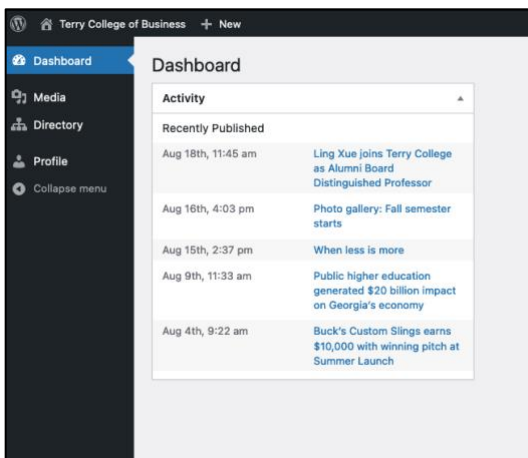 Terry College of Business + New
Dashboard
Media
Directory
Profile
Collapse menu
Dashboard
Activity
Recently Published
Aug 18th, 11:45 am
Ling Xue joins Terry College
as Alumni Board
Distinguished Professor
Aug 16th, 4:03 pm
Photo gallery: Fall semester
starts
Aug 15th, 2:37 pm
When less is more
Aug 9th, 11:33 am
Public higher education
generated $20 billion impact
on Georgia's economy
Aug 4th, 9:22 am
Buck's Custom Slings earns
$10,000 with winning pitch at
Summer Launch